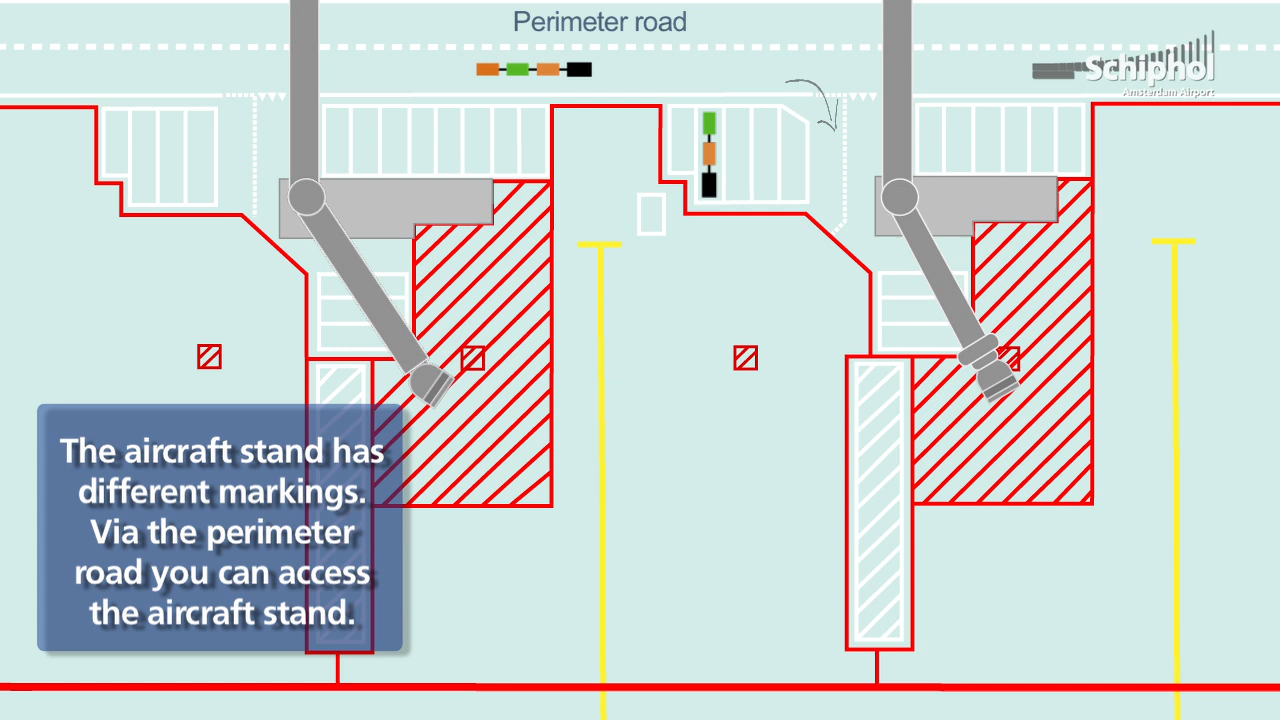 Perimeter road
Schiphol
Amsterdam Airport
The aircraft stand has
different markings.
Via the perimeter
road you can access
the aircraft stand.